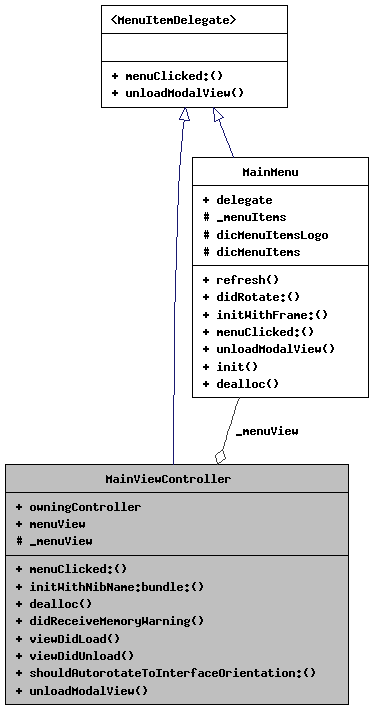 <MenuItemDelegate>
+ menuClicked:()
+ unloadModalView()
MainMenu
+ delegate
# _menuItems
# dicMenuItemsLogo
# dicMenuItems
+ refresh()
+ didRotate:()
+ initWithFrame:()
+ menuClicked:()
+ unloadModalView()
+ init()
+ dealloc()
_menuView
MainViewController
+ owningController
+ menuView
# _menuView
+ menuClicked:()
+ initWithNibName:bundle:()
+ dealloc()
+ didReceiveMemoryWarning()
+ viewDidLoad()
+ viewDidUnload()
+ shouldAutorotateToInterfaceOrientation:()
+ unloadModalView()